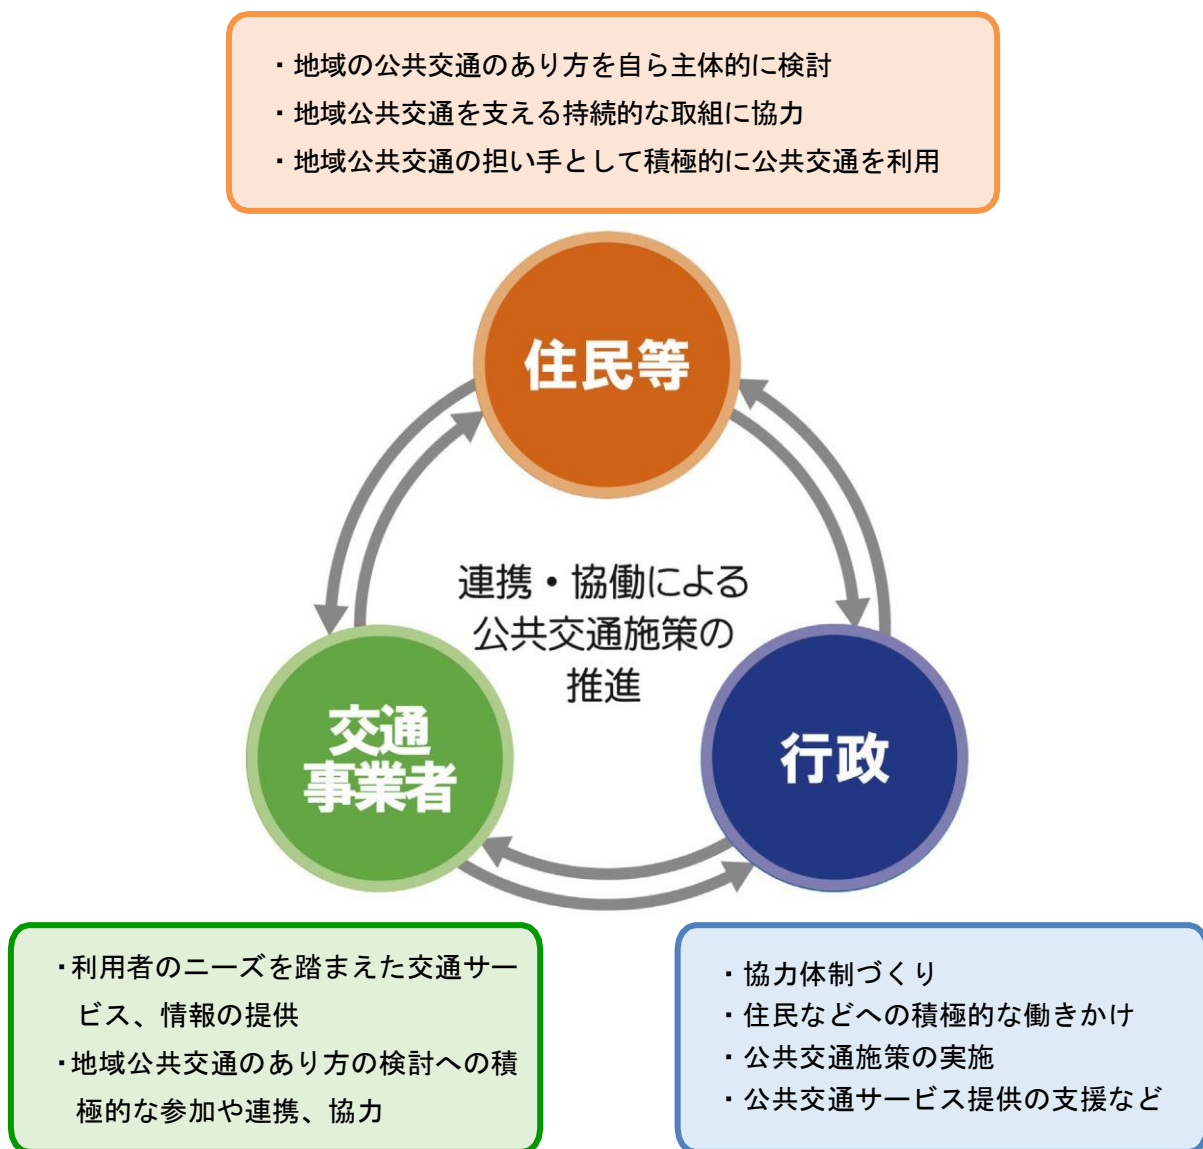 ・地域の公共交通のあり方を自ら主体的に検討
・地域公共交通を支える持続的な取組に協力
・地域公共交通の担い手として積極的に公共交通を利用
住民等
連携・協働による
公共交通施策の
推進
交通
事業者
行政
・利用者のニーズを踏まえた交通サー
ビス、情報の提供
・地域公共交通のあり方の検討への積
極的な参加や連携、協力
・協力体制づくり
・住民などへの積極的な働きかけ
・公共交通施策の実施
・公共交通サービス提供の支援など